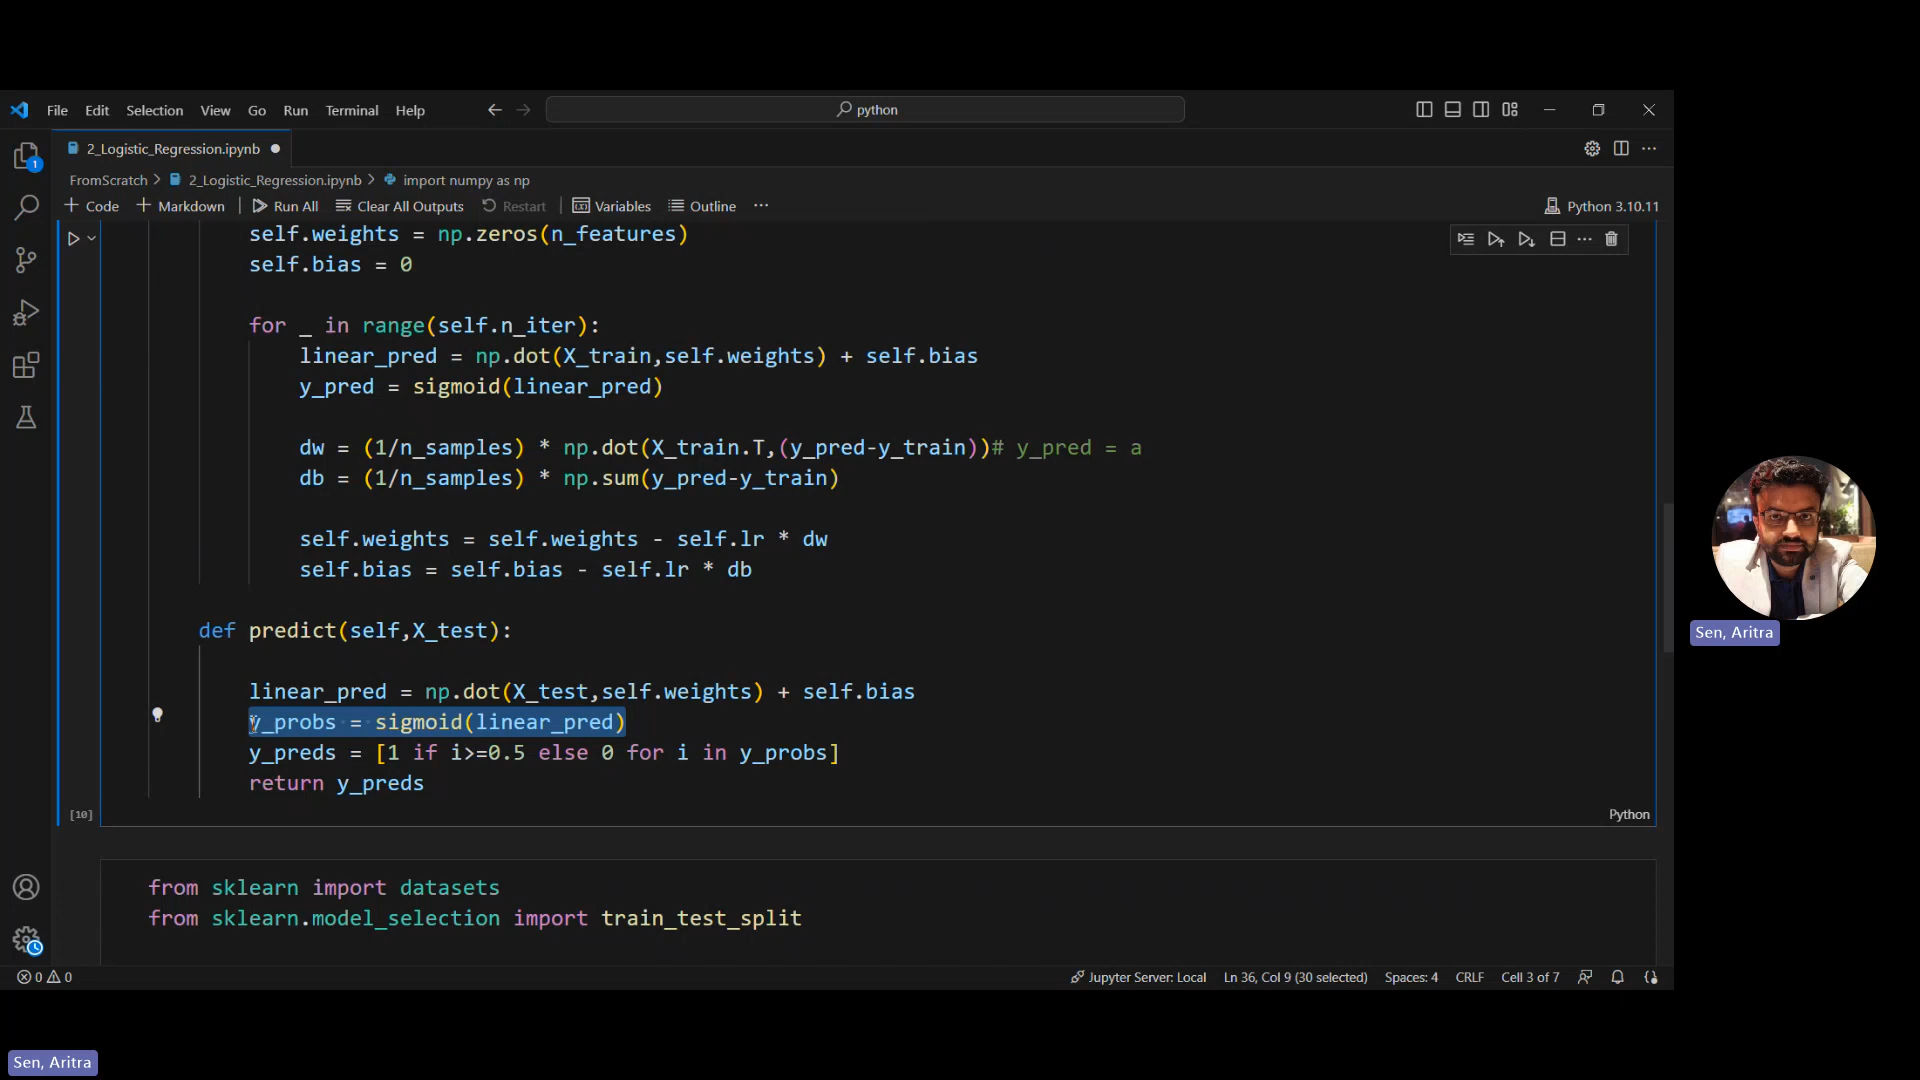 File Edit Selection View Go Run Terminal Help
python
2_Logistic_Regression.ipynb
FromScratch > 2_Logistic_Regression.ipynb > import numpy as np
+ Code + Markdown Run All Clear All Outputs Restart Variables Outline ...
Python 3.10.11
1
self.weights = np.zeros(n_features)
self.bias = 0
for _ in range(self.n_iter):
linear_pred = np.dot(X_train,self.weights) + self.bias
y_pred = sigmoid(linear_pred)
dw = (1/n_samples) * np.dot(X_train.T,(y_pred-y_train))# y_pred = a
db = (1/n_samples) * np.sum(y_pred-y_train)
self.weights = self.weights - self.lr * dw
self.bias = self.bias - self.lr * db
def predict(self,X_test):
linear_pred = np.dot(X_test,self.weights) + self.bias
y_probs = sigmoid(linear_pred)
y_preds = [1 if i>=0.5 else 0 for i in y_probs]
return y_preds
[10]
Python
from sklearn import datasets
from sklearn.model_selection import train_test_split
0 0
Jupyter Server: Local Ln 36, Col 9 (30 selected) Spaces: 4 CRLF Cell 3 of 7
Sen, Aritra
Sen, Aritra